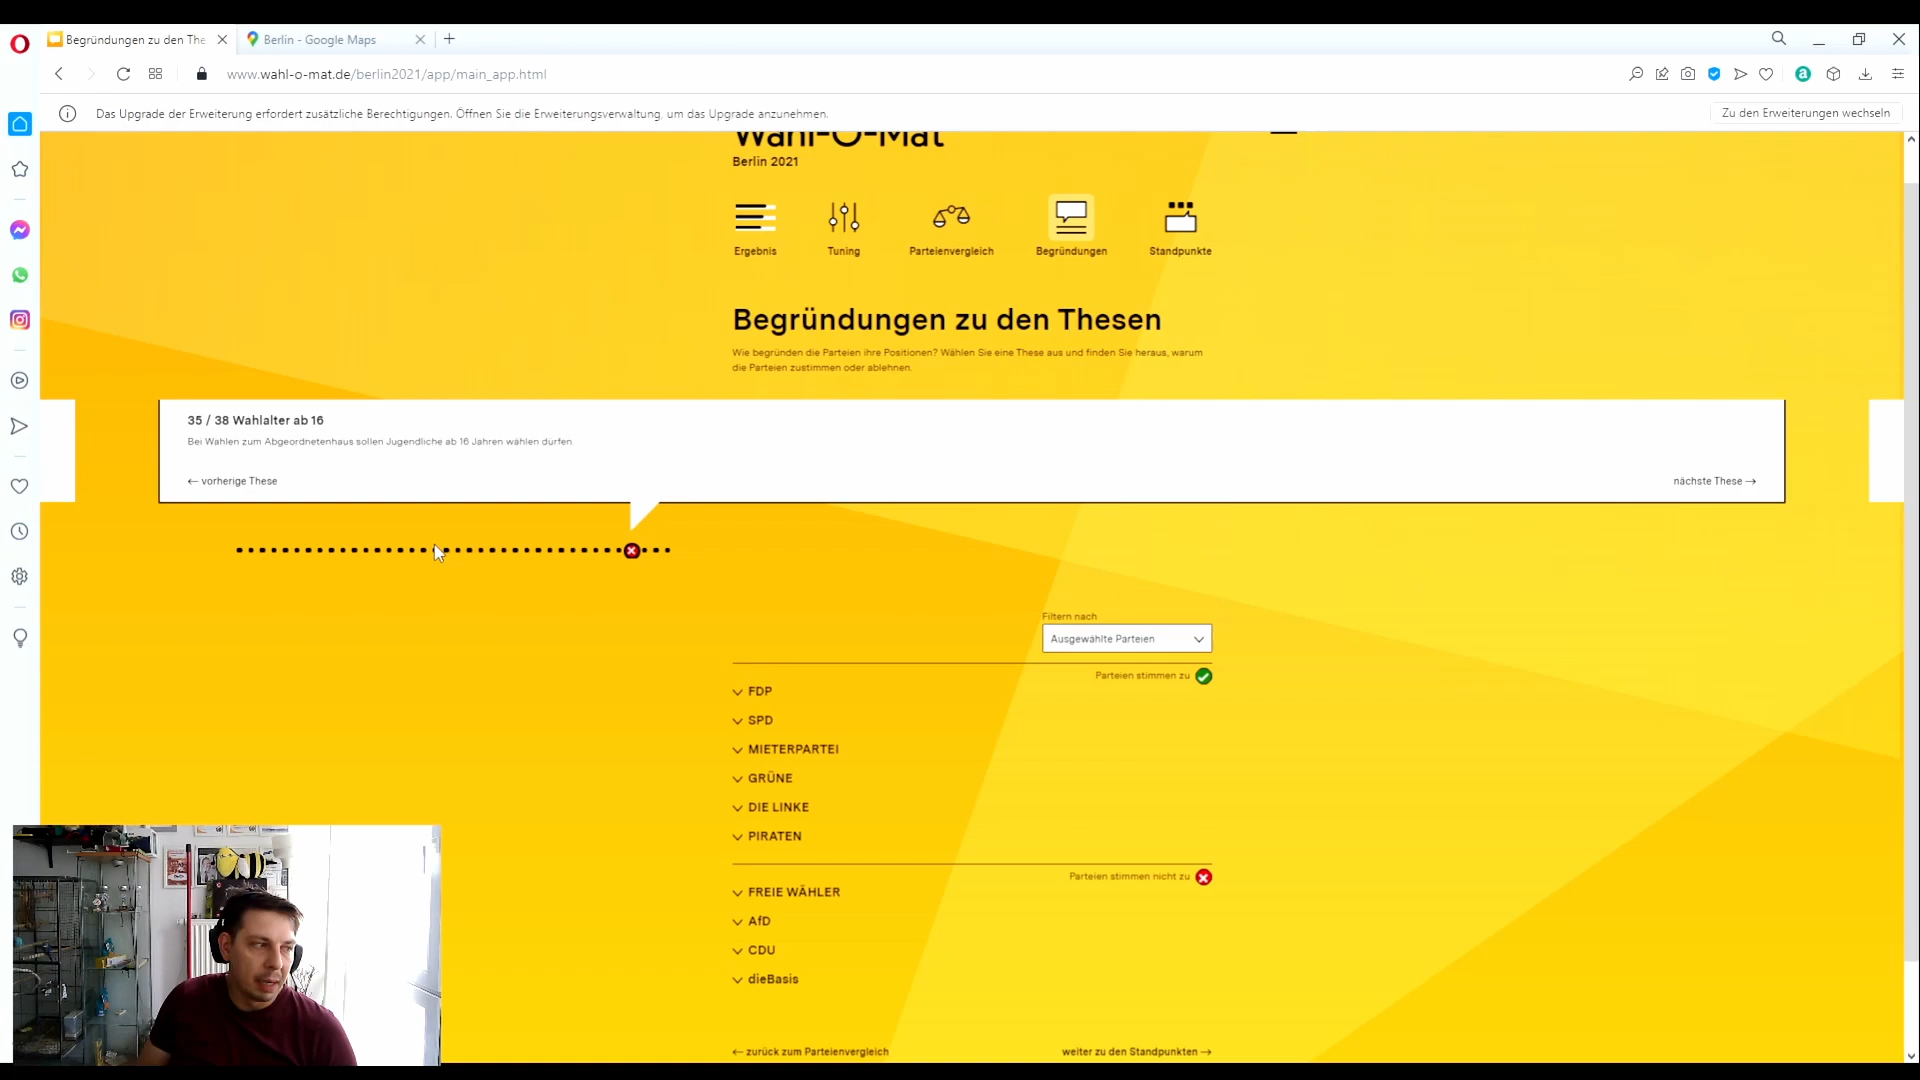 Begründungen zu den The
Berlin - Google Maps
www.wahl-o-mat.de/berlin2021/app/main_app.html
Das Upgrade der Erweiterung erfordert zusätzliche Berechtigungen. Öffnen Sie die Erweiterungsverwaltung, um das Upgrade anzunehmen.
Zu den Erweiterungen wechseln
Wahl-O-Mat
Berlin 2021
Ergebnis
Tuning
Parteienvergleich
Begründungen
Standpunkte
Begründungen zu den Thesen
Wie begründen die Parteien ihre Positionen? Wählen Sie eine These aus und finden Sie heraus, warum
die Parteien zustimmen oder ablehnen.
35 / 38 Wahlalter ab 16
Bei Wahlen zum Abgeordnetenhaus sollen Jugendliche ab 16 Jahren wählen dürfen.
← vorherige These
nächste These →
Filtern nach
Ausgewählte Parteien
Parteien stimmen zu
FDP
SPD
MIETERPARTEI
GRÜNE
DIE LINKE
PIRATEN
Parteien stimmen nicht zu
FREIE WÄHLER
AfD
CDU
dieBasis
← zurück zum Parteienvergleich
weiter zu den Standpunkten →